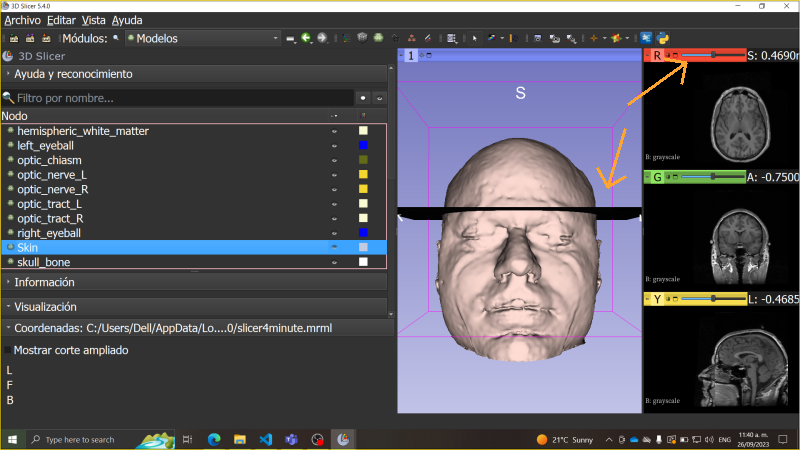 3D Slicer 5.4.0
Archivo Editar Vista Ayuda
Módulos: Modelos
3D Slicer
Ayuda y reconocimiento
Filtro por nombre...
Nodo
hemispheric_white_matter
left_eyeball
optic_chiasm
optic_nerve_L
optic_nerve_R
optic_tract_L
optic_tract_R
right_eyeball
Skin
skull_bone
Información
Visualización
Coordenadas: C:/Users/Dell/AppData/Lo....0/slicer4minute.mrml
Mostrar corte ampliado
L
F
B
1
S
R S: 0.4690
B: grayscale
G A: -0.7500
B: grayscale
Y L: -0.4685
B: grayscale
Type here to search
21°C Sunny
11:40 a. m.
26/09/2023